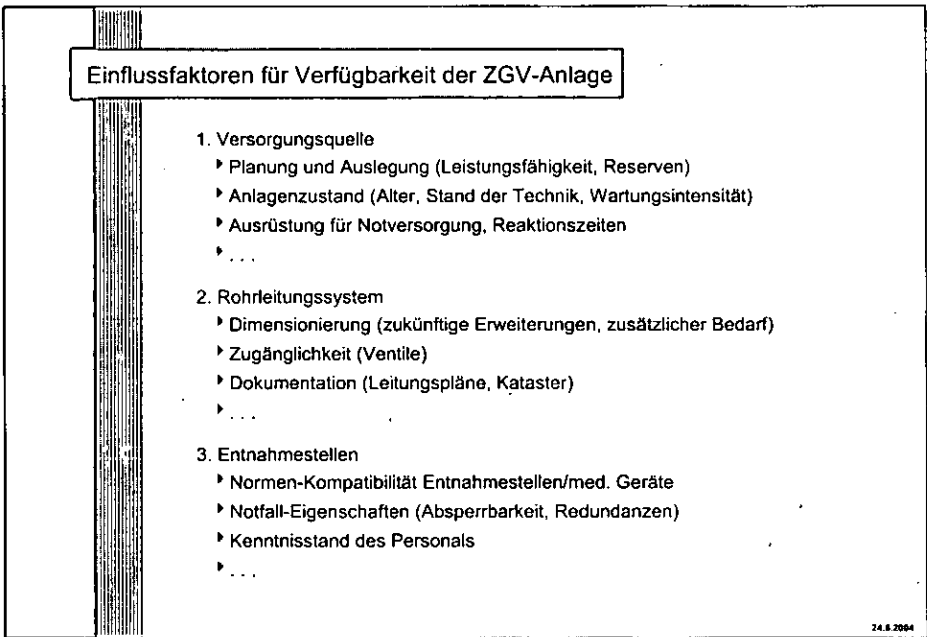 Einflussfaktoren für Verfügbarkeit der ZGV-Anlage
1. Versorgungsquelle
Planung und Auslegung (Leistungsfähigkeit, Reserven)
Anlagenzustand (Alter, Stand der Technik, Wartungsintensität)
Ausrüstung für Notversorgung, Reaktionszeiten
. . .
2. Rohrleitungssystem
Dimensionierung (zukünftige Erweiterungen, zusätzlicher Bedarf)
Zugänglichkeit (Ventile)
Dokumentation (Leitungspläne, Kataster)
. . .
3. Entnahmestellen
Normen-Kompatibilität Entnahmestellen/med. Geräte
Notfall-Eigenschaften (Absperrbarkeit, Redundanzen)
Kenntnisstand des Personals
. . .
24.6.2004